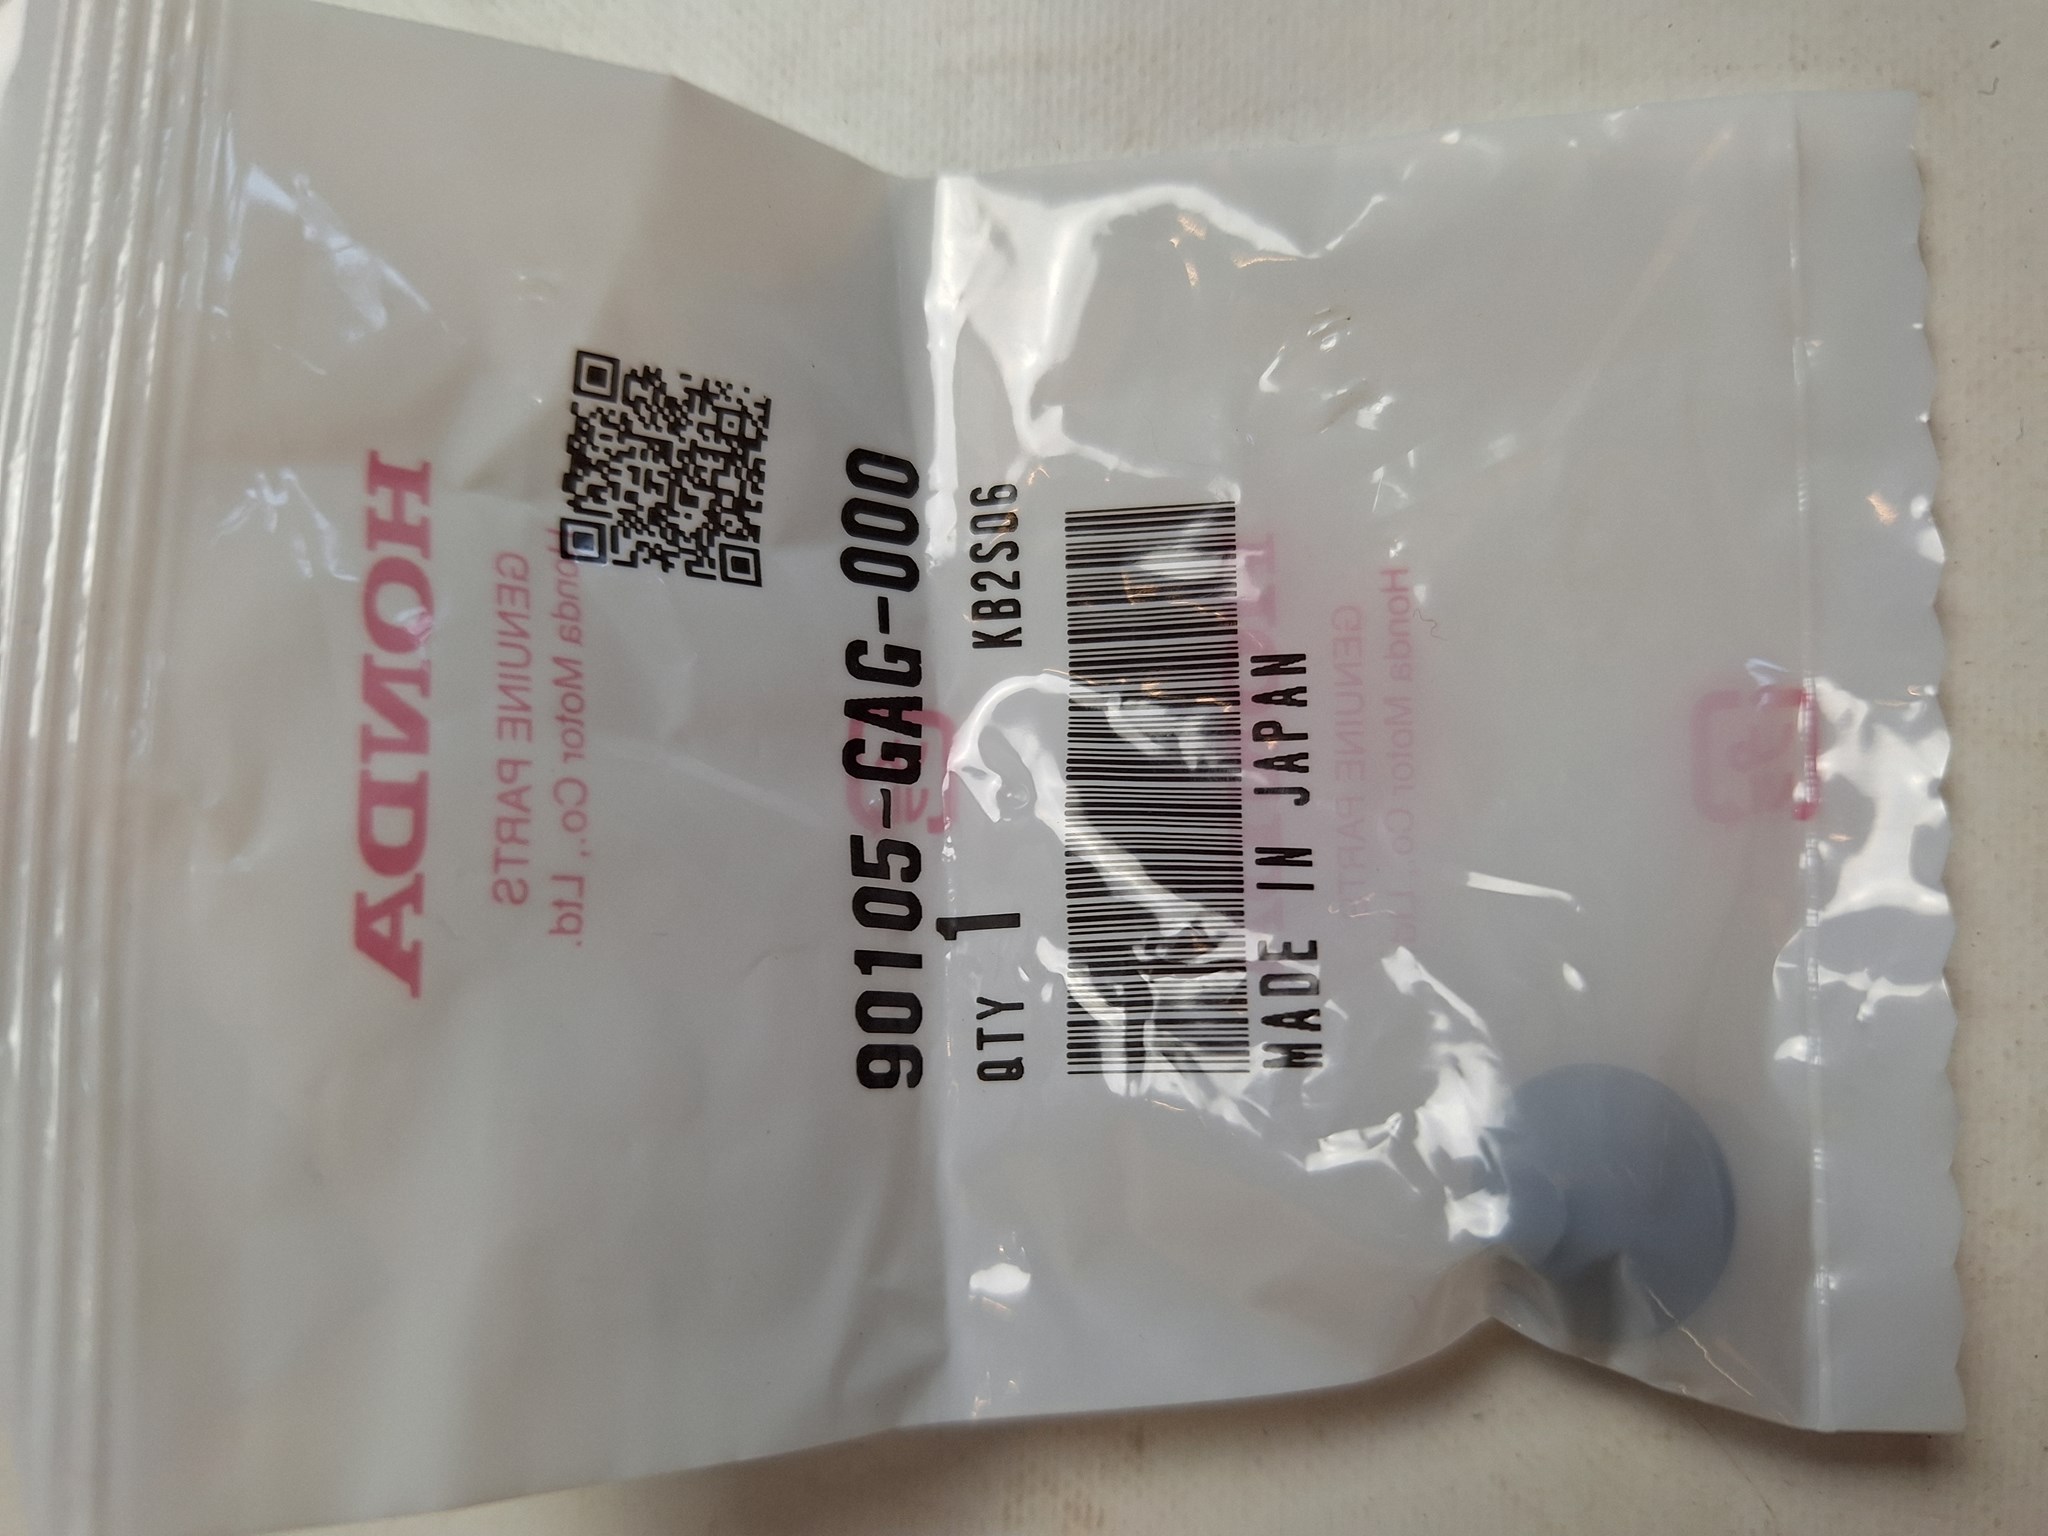 90105-GAG-000
QTY 1 KB2S06
MADE IN JAPAN
HONDA
GENUINE PARTS
Honda Motor Co., Ltd.
GENUINE PARTS
Honda Motor Co., Ltd.